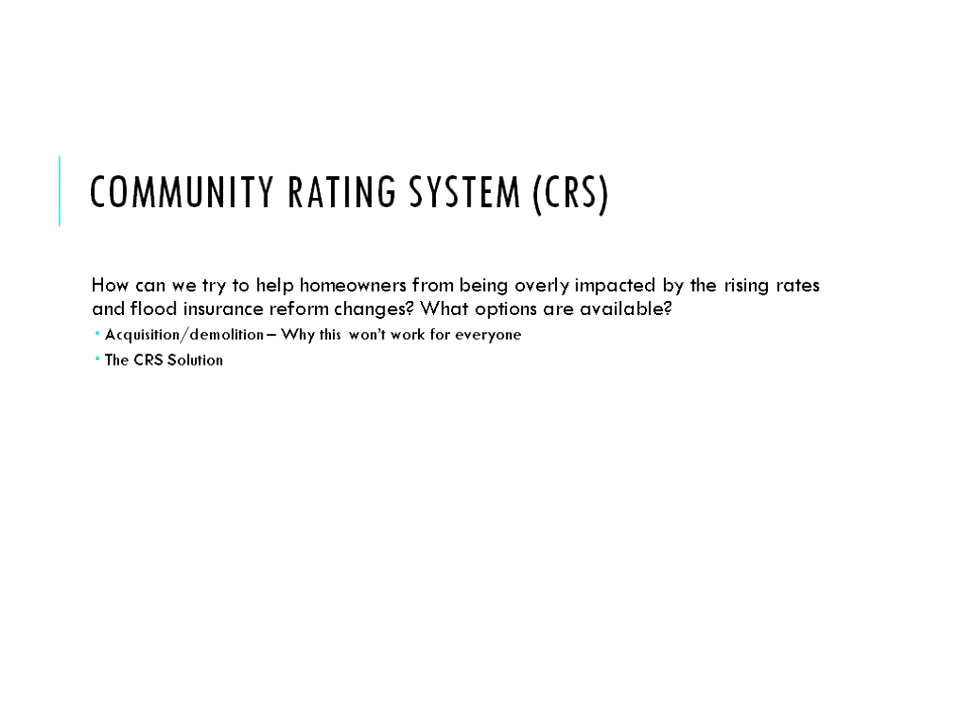 COMMUNITY RATING SYSTEM (CRS)
How can we try to help homeowners from being overly impacted by the rising rates
and flood insurance reform changes? What options are available?
Acquisition/demolition – Why this won't work for everyone
The CRS Solution